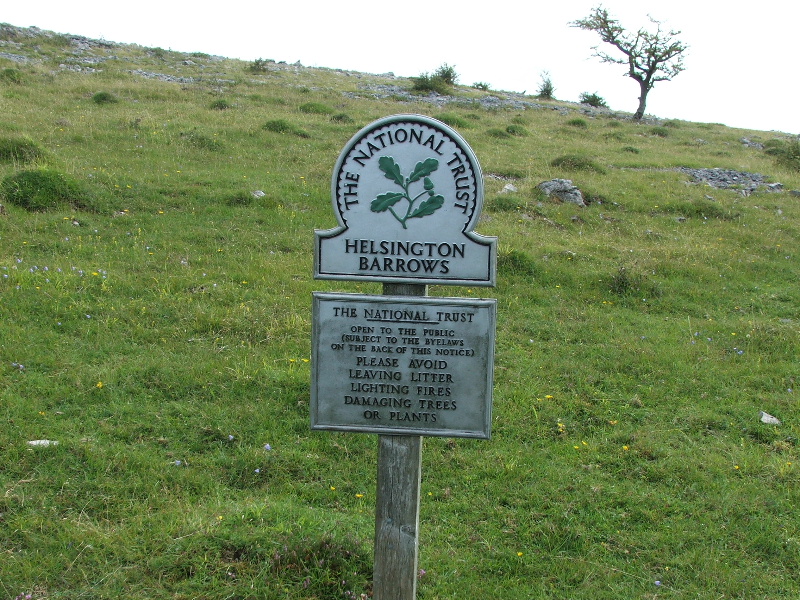 THE NATIONAL TRUST
HELSINGTON
BARROWS
THE NATIONAL TRUST
OPEN TO THE PUBLIC
(SUBJECT TO THE BYELAWS
ON THE BACK OF THIS NOTICE)
PLEASE AVOID
LEAVING LITTER
LIGHTING FIRES
DAMAGING TREES
OR PLANTS